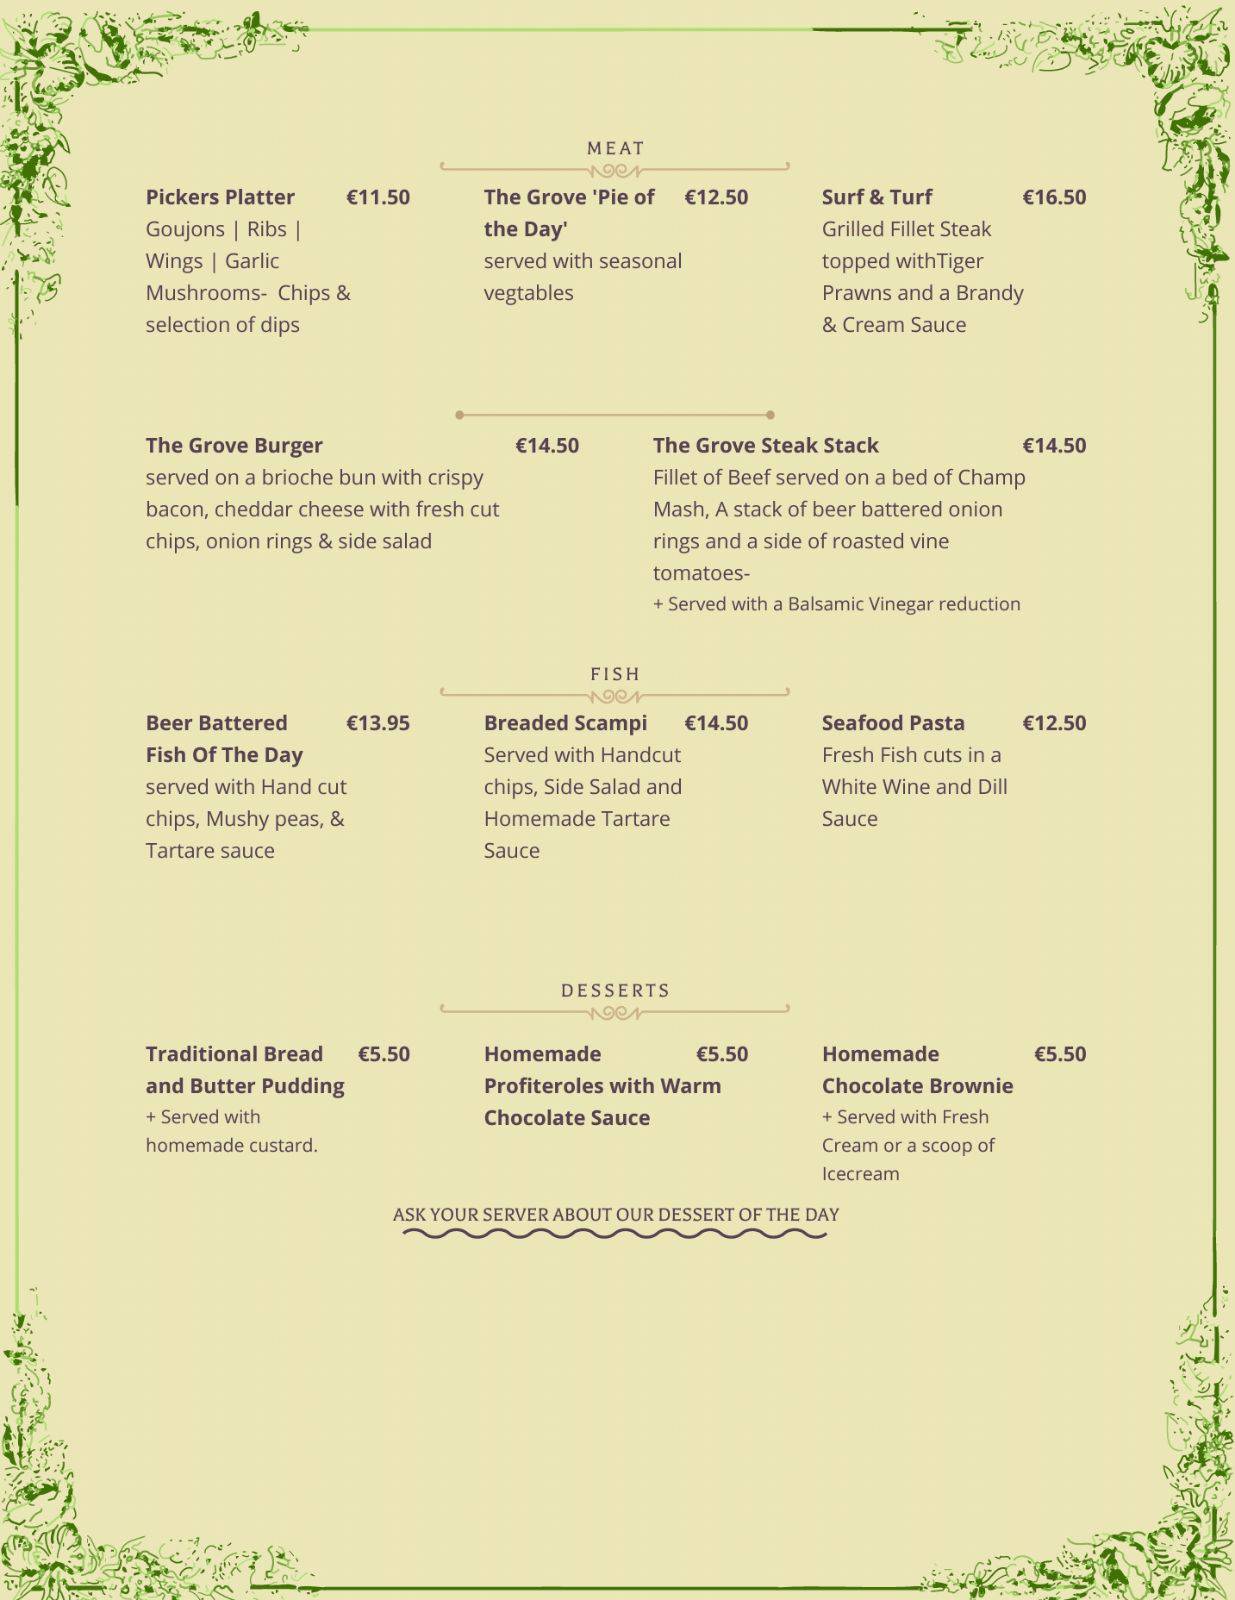 MEAT
Pickers Platter €11.50
Goujons | Ribs |
Wings | Garlic
Mushrooms-  Chips &
selection of dips
The Grove 'Pie of €12.50
the Day'
served with seasonal
vegtables
Surf & Turf €16.50
Grilled Fillet Steak
topped withTiger
Prawns and a Brandy
& Cream Sauce
The Grove Burger €14.50
served on a brioche bun with crispy
bacon, cheddar cheese with fresh cut
chips, onion rings & side salad
The Grove Steak Stack €14.50
Fillet of Beef served on a bed of Champ
Mash, A stack of beer battered onion
rings and a side of roasted vine
tomatoes-
+ Served with a Balsamic Vinegar reduction
FISH
Beer Battered €13.95
Fish Of The Day
served with Hand cut
chips, Mushy peas, &
Tartare sauce
Breaded Scampi €14.50
Served with Handcut
chips, Side Salad and
Homemade Tartare
Sauce
Seafood Pasta €12.50
Fresh Fish cuts in a
White Wine and Dill
Sauce
DESSERTS
Traditional Bread €5.50
and Butter Pudding
+ Served with
homemade custard.
Homemade €5.50
Profiteroles with Warm
Chocolate Sauce
Homemade €5.50
Chocolate Brownie
+ Served with Fresh
Cream or a scoop of
Icecream
ASK YOUR SERVER ABOUT OUR DESSERT OF THE DAY